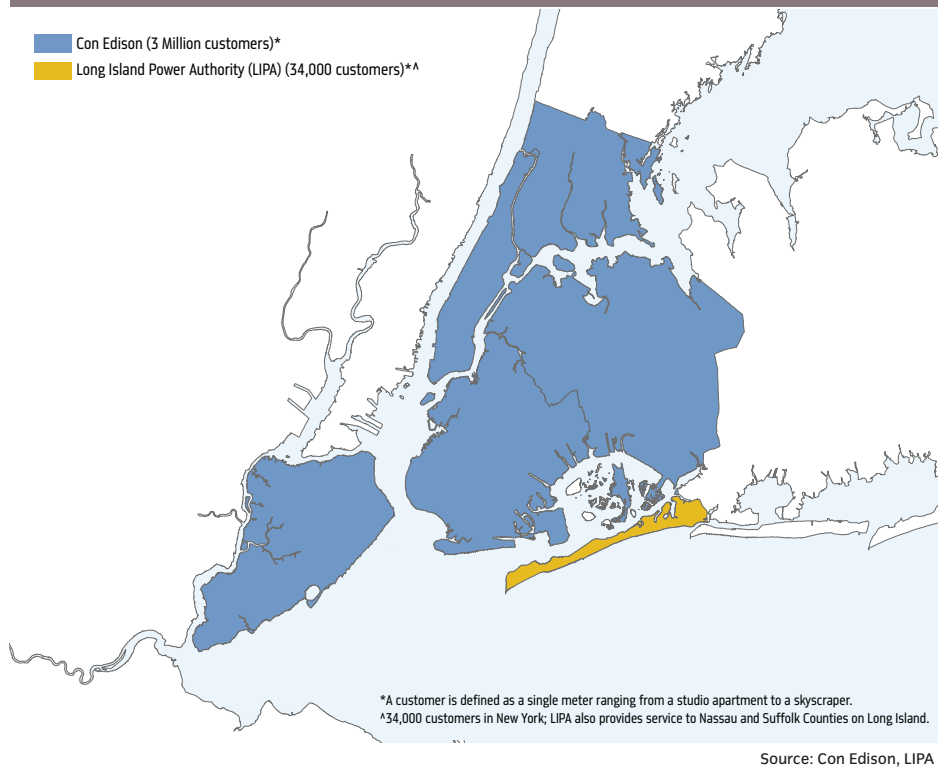 Con Edison (3 Million customers)*
Long Island Power Authority (LIPA) (34,000 customers)*^
*A customer is defined as a single meter ranging from a studio apartment to a skyscraper.
^34,000 customers in New York; LIPA also provides service to Nassau and Suffolk Counties on Long Island.
Source: Con Edison, LIPA